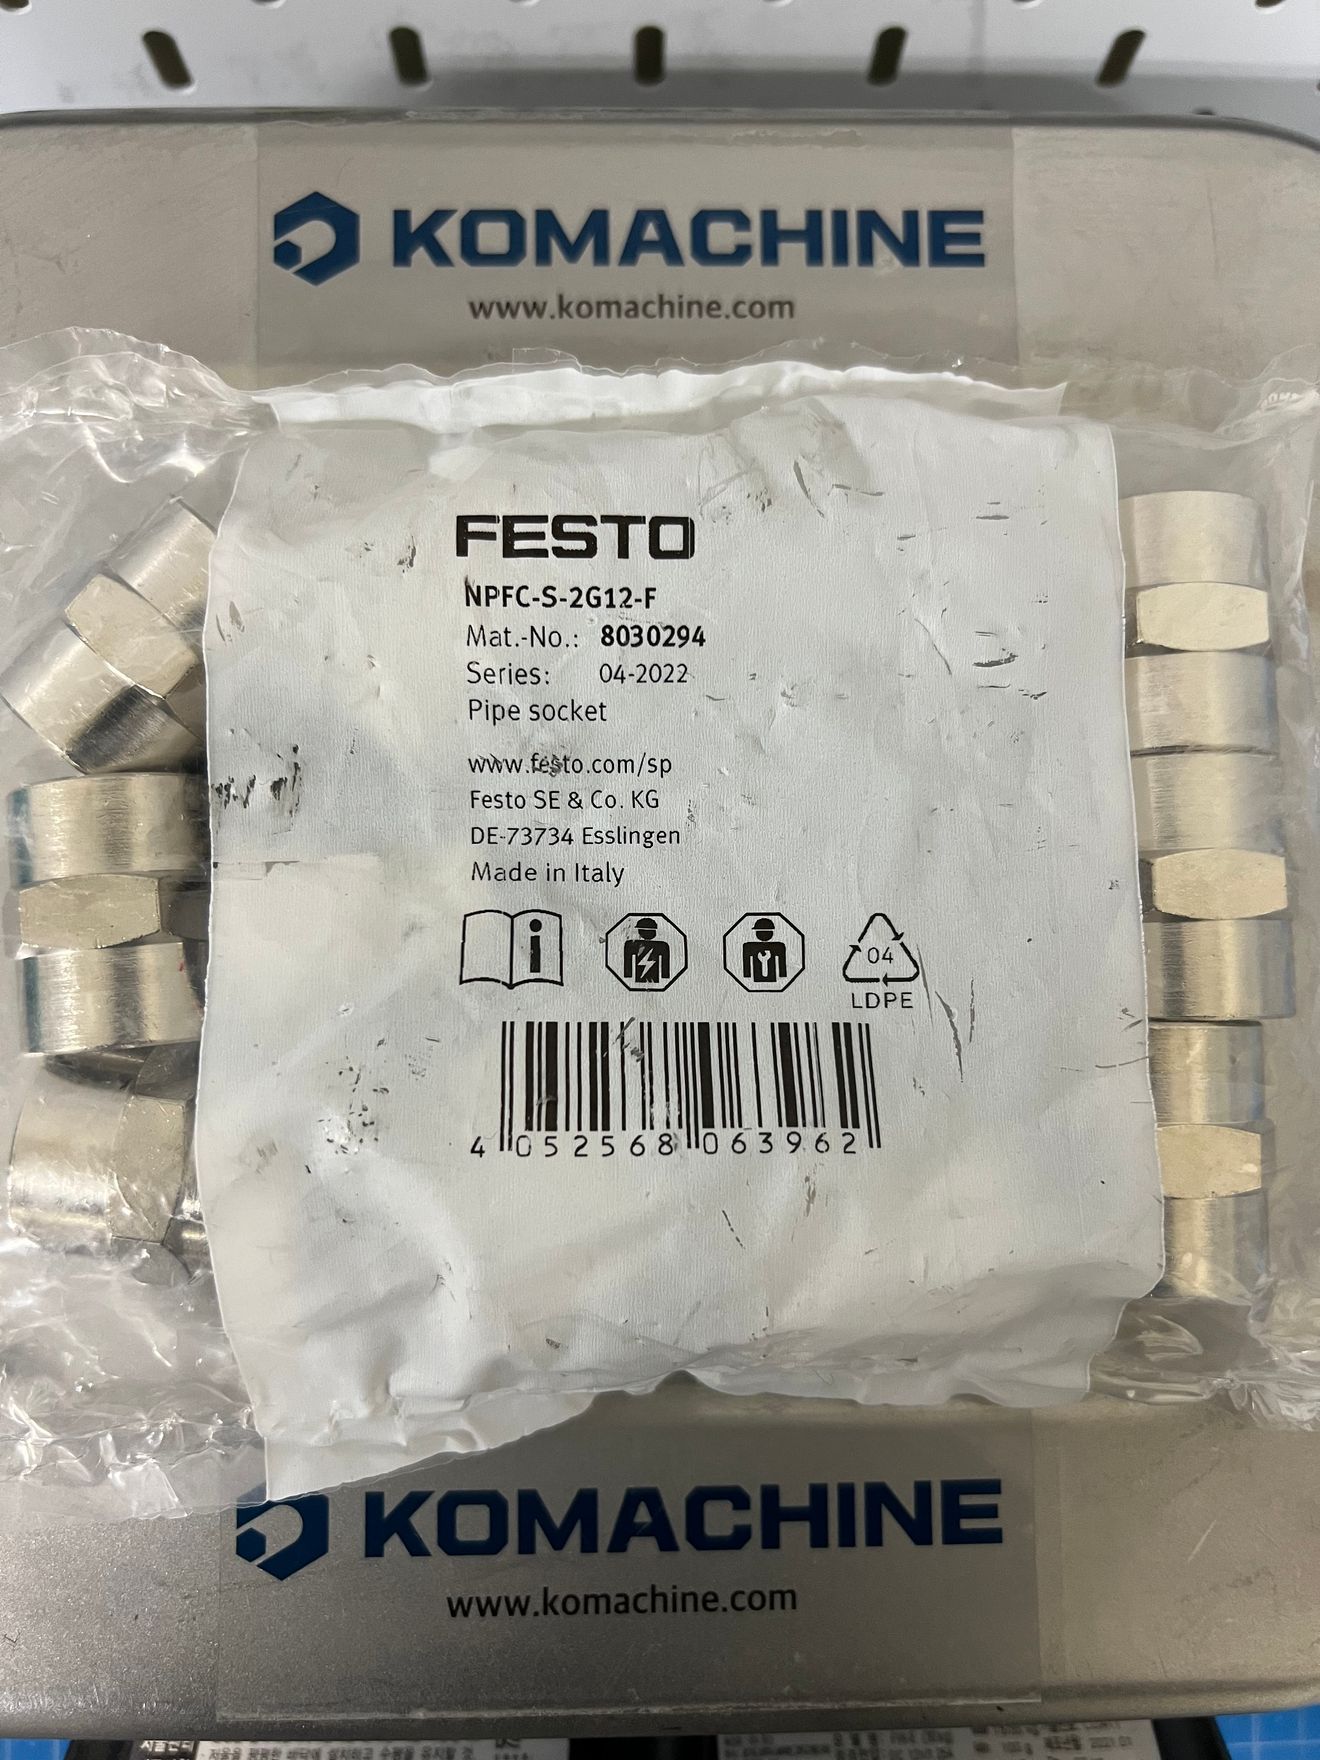 KOMACHINE
www.komachine.com
FESTO
NPFC-S-2G12-F
Mat.-No.: 8030294
Series: 04-2022
Pipe socket
www.festo.com/sp
Festo SE & Co. KG
DE-73734 Esslingen
Made in Italy
04
LDPE
4 052568 063962
KOMACHINE
www.komachine.com